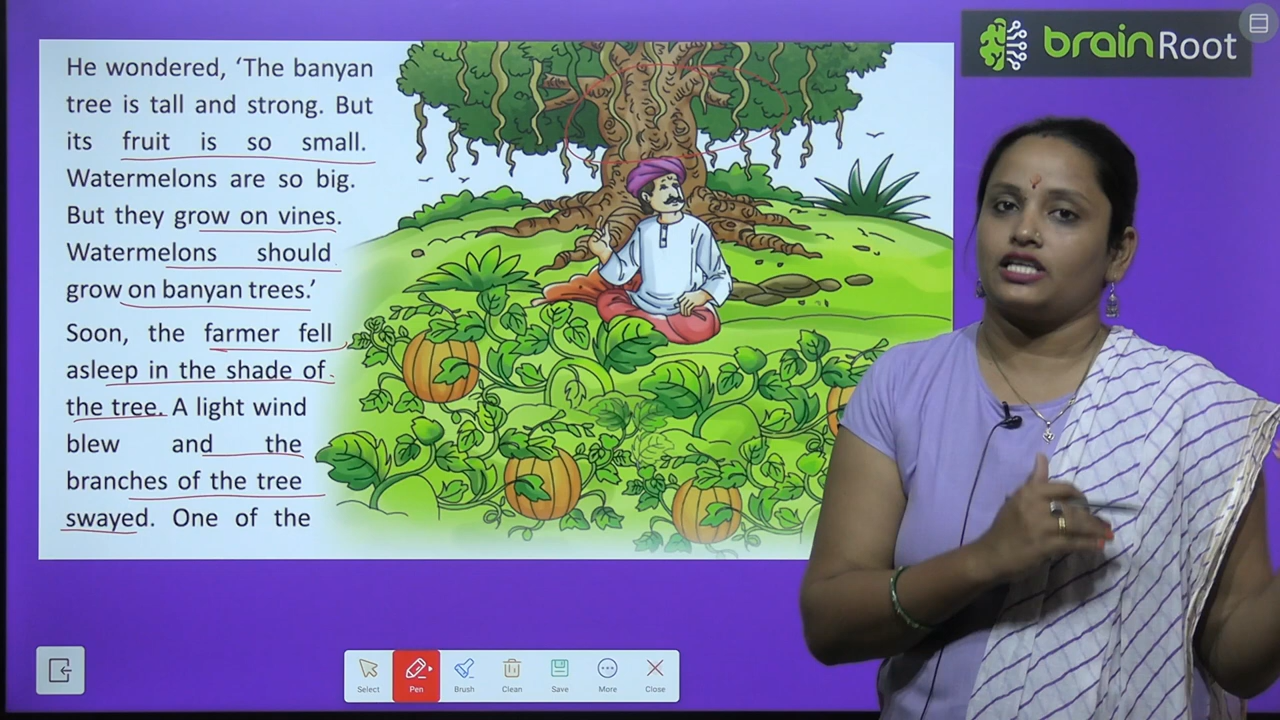 He wondered, ‘The banyan
tree is tall and strong. But
its fruit is so small.
Watermelons are so big.
But they grow on vines.
Watermelons should
grow on banyan trees.’
Soon, the farmer fell
asleep in the shade of
the tree. A light wind
blew and the
branches of the tree
swayed. One of the
brainRoot
Select
Pen
Brush
Clean
Save
More
Close